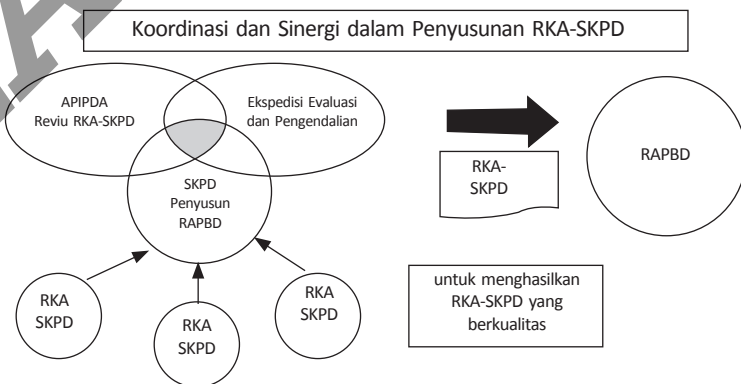 Koordinasi dan Sinergi dalam Penyusunan RKA-SKPD
APIPDA
Reviu RKA-SKPD
Ekspedisi Evaluasi
dan Pengendalian
SKPD
Penyusun
RAPBD
RKA-
SKPD
RAPBD
RKA
SKPD
RKA
SKPD
RKA
SKPD
untuk menghasilkan
RKA-SKPD yang
berkualitas